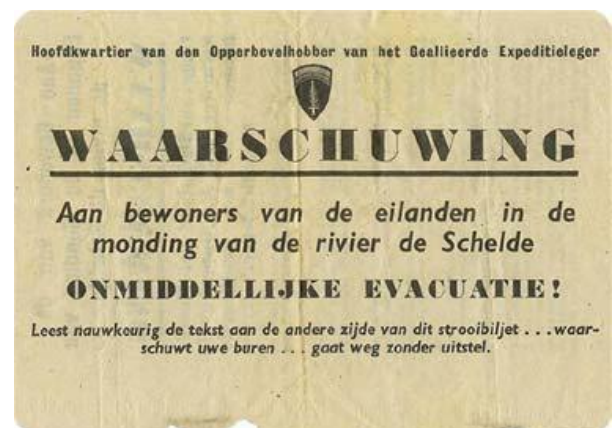 Hoofdkwartier van den Opperbevelhebber van het Geallieerde Expeditieleger
WAARSCHUWING
Aan bewoners van de eilanden in de
monding van de rivier de Schelde
ONMIDDELLIJKE EVACUATIE!
Leest nauwkeurig de tekst aan de andere zijde van dit strooibiljet . . . waar-
schuwt uwe buren . . . gaat weg zonder uitstel.